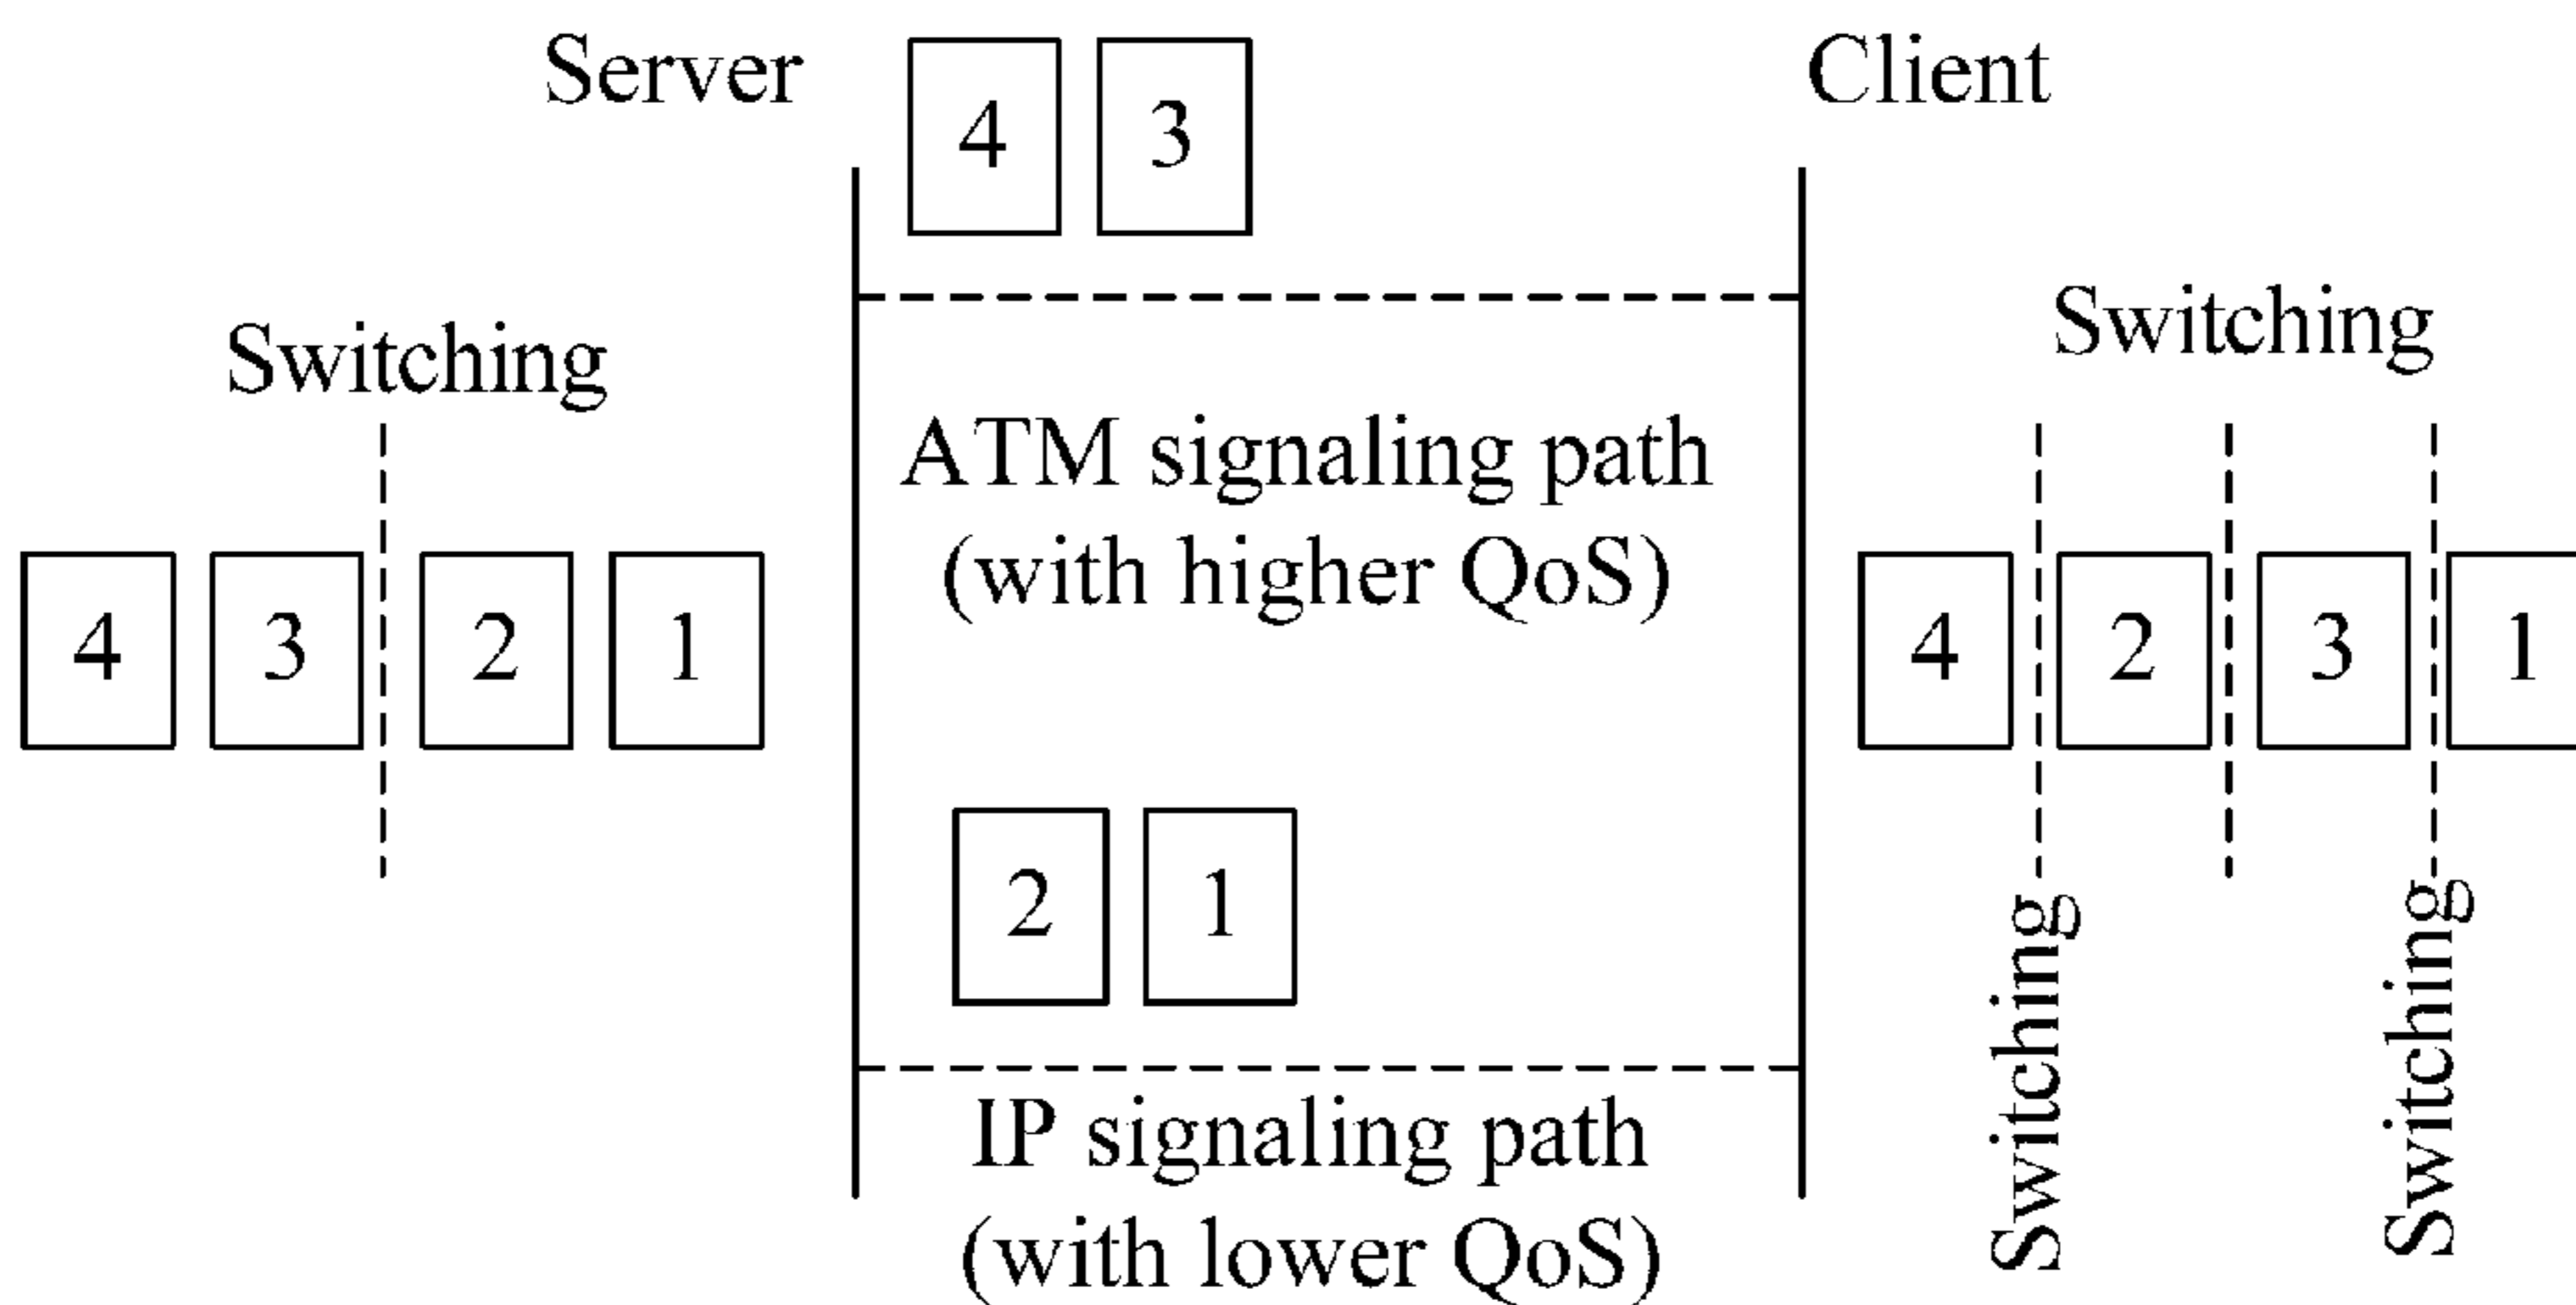 Server
4 3
Client
Switching
Switching
ATM signaling path
(with higher QoS)
4 3 2 1
4 2 3 1
2 1
Switching
Switching
IP signaling path
(with lower QoS)